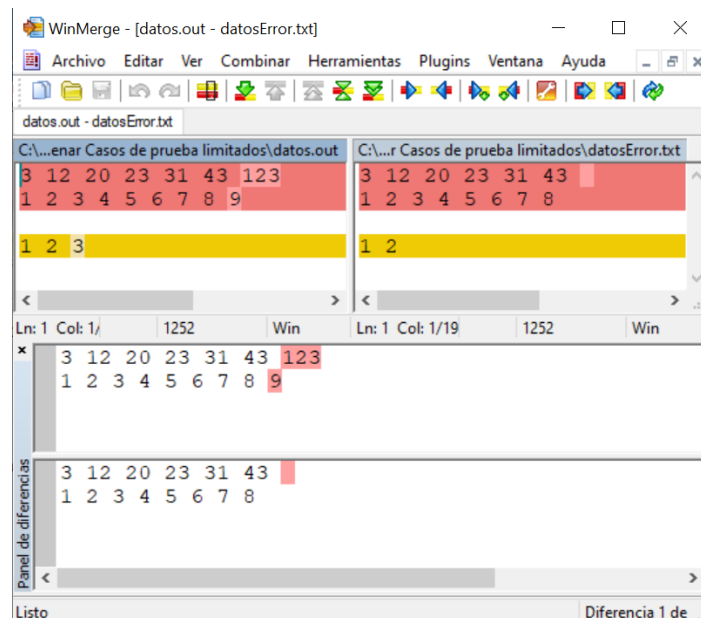 WinMerge - [datos.out - datosError.txt]
Archivo Editar Ver Combinar Herramientas Plugins Ventana Ayuda
datos.out - datosError.txt
C:\...enar Casos de prueba limitados\datos.out
3 12 20 23 31 43 123
1 2 3 4 5 6 7 8 9
1 2 3
C:\...r Casos de prueba limitados\datosError.txt
3 12 20 23 31 43
1 2 3 4 5 6 7 8
1 2
Ln: 1 Col: 1/ 1252 Win
Ln: 1 Col: 1/19 1252 Win
Panel de diferencias
3 12 20 23 31 43 123
1 2 3 4 5 6 7 8 9
3 12 20 23 31 43
1 2 3 4 5 6 7 8
Listo Diferencia 1 de